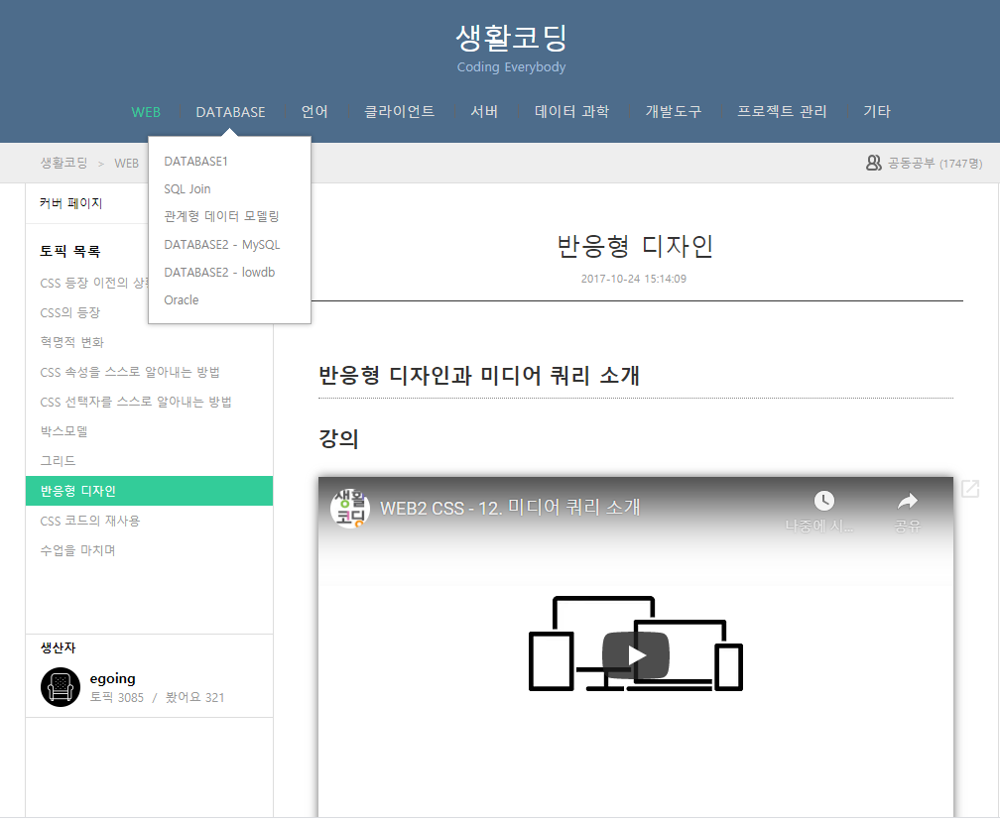 생활코딩
Coding Everybody
WEB DATABASE 언어 클라이언트 서버 데이터 과학 개발도구 프로젝트 관리 기타
생활코딩 > WEB
공동공부 (1747명)
DATABASE1
SQL Join
관계형 데이터 모델링
DATABASE2 - MySQL
DATABASE2 - lowdb
Oracle
커버 페이지
토픽 목록
CSS 등장 이전의
CSS의 등장
혁명적 변화
CSS 속성을 스스로 알아내는 방법
CSS 선택자를 스스로 알아내는 방법
박스모델
그리드
반응형 디자인
CSS 코드의 재사용
수업을 마치며
생산자
egoing
토픽 3085 / 봤어요 321
반응형 디자인
2017-10-24 15:14:09
반응형 디자인과 미디어 쿼리 소개
강의
생활
코딩
WEB2 CSS - 12. 미디어 쿼리 소개
나중에 시...
공유